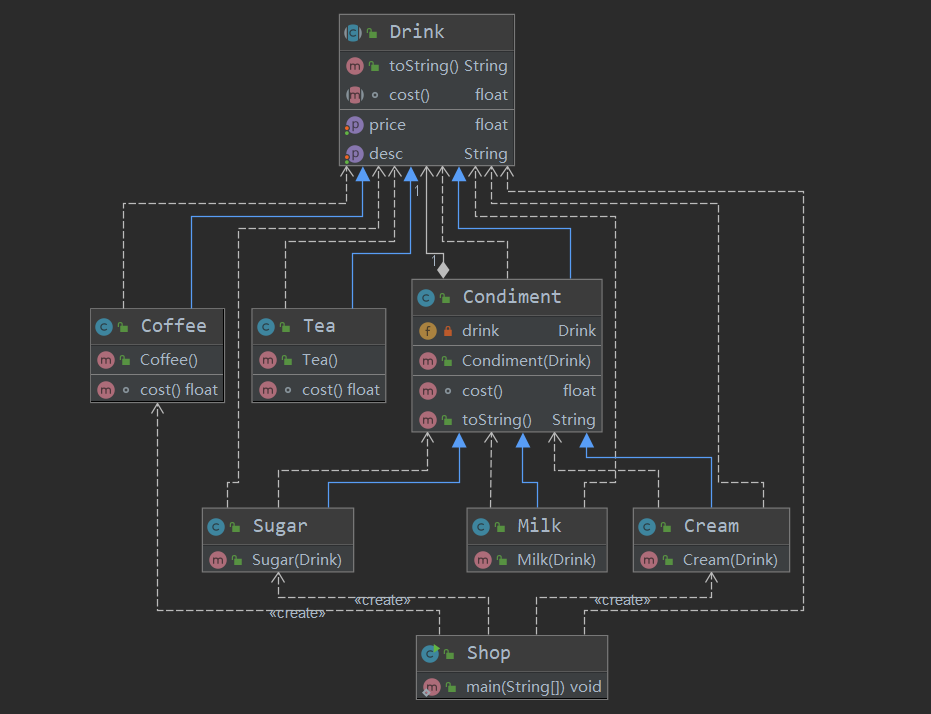 Drink
toString() String
cost() float
price float
desc String
1
1
Coffee
Coffee()
cost() float
Tea
Tea()
cost() float
Condiment
drink Drink
Condiment(Drink)
cost() float
toString() String
Sugar
Sugar(Drink)
Milk
Milk(Drink)
Cream
Cream(Drink)
«create»
«create»
«create»
Shop
main(String[]) void